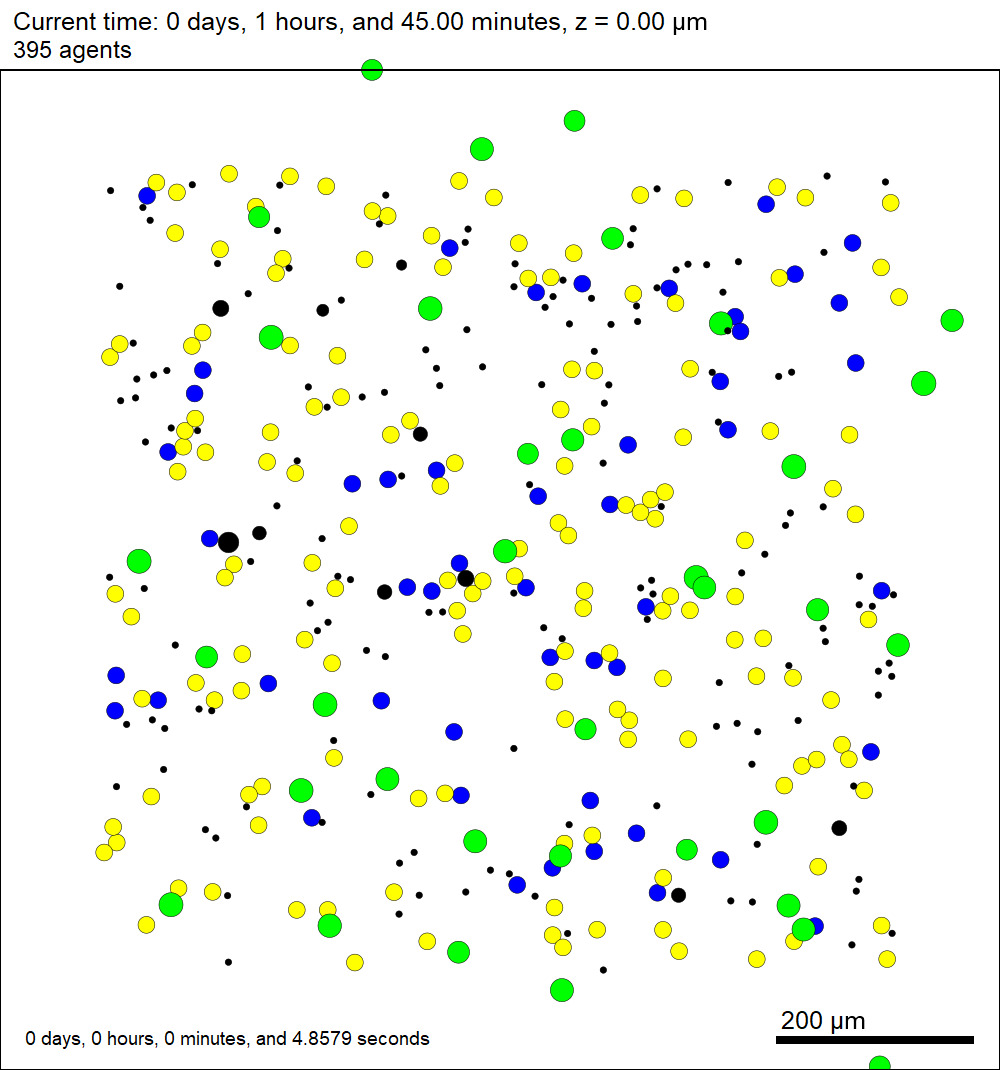 Current time: 0 days, 1 hours, and 45.00 minutes, z = 0.00 µm
395 agents
200 µm
0 days, 0 hours, 0 minutes, and 4.8579 seconds